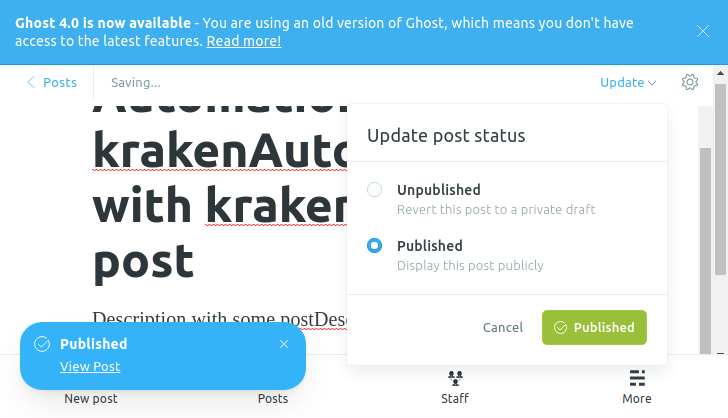 Ghost 4.0 is now available - You are using an old version of Ghost, which means you don't have
access to the latest features. Read more!
Posts
Saving...
Update
Automation
krakenAuto
with kraken
post
Description with some postDesc
Update post status
Unpublished
Revert this post to a private draft
Published
Display this post publicly
Cancel
Published
Published
View Post
New post
Posts
Staff
More